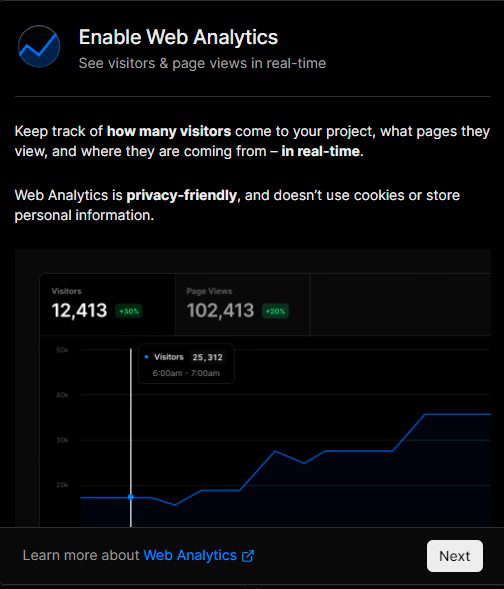 Enable Web Analytics
See visitors & page views in real-time
Keep track of how many visitors come to your project, what pages they
view, and where they are coming from – in real-time.
Web Analytics is privacy-friendly, and doesn’t use cookies or store
personal information.
Visitors
12,413 +30%
Page Views
102,413 +20%
50k
Visitors 25,312
6:00am - 7:00am
40k
30k
20k
Learn more about Web Analytics
Next